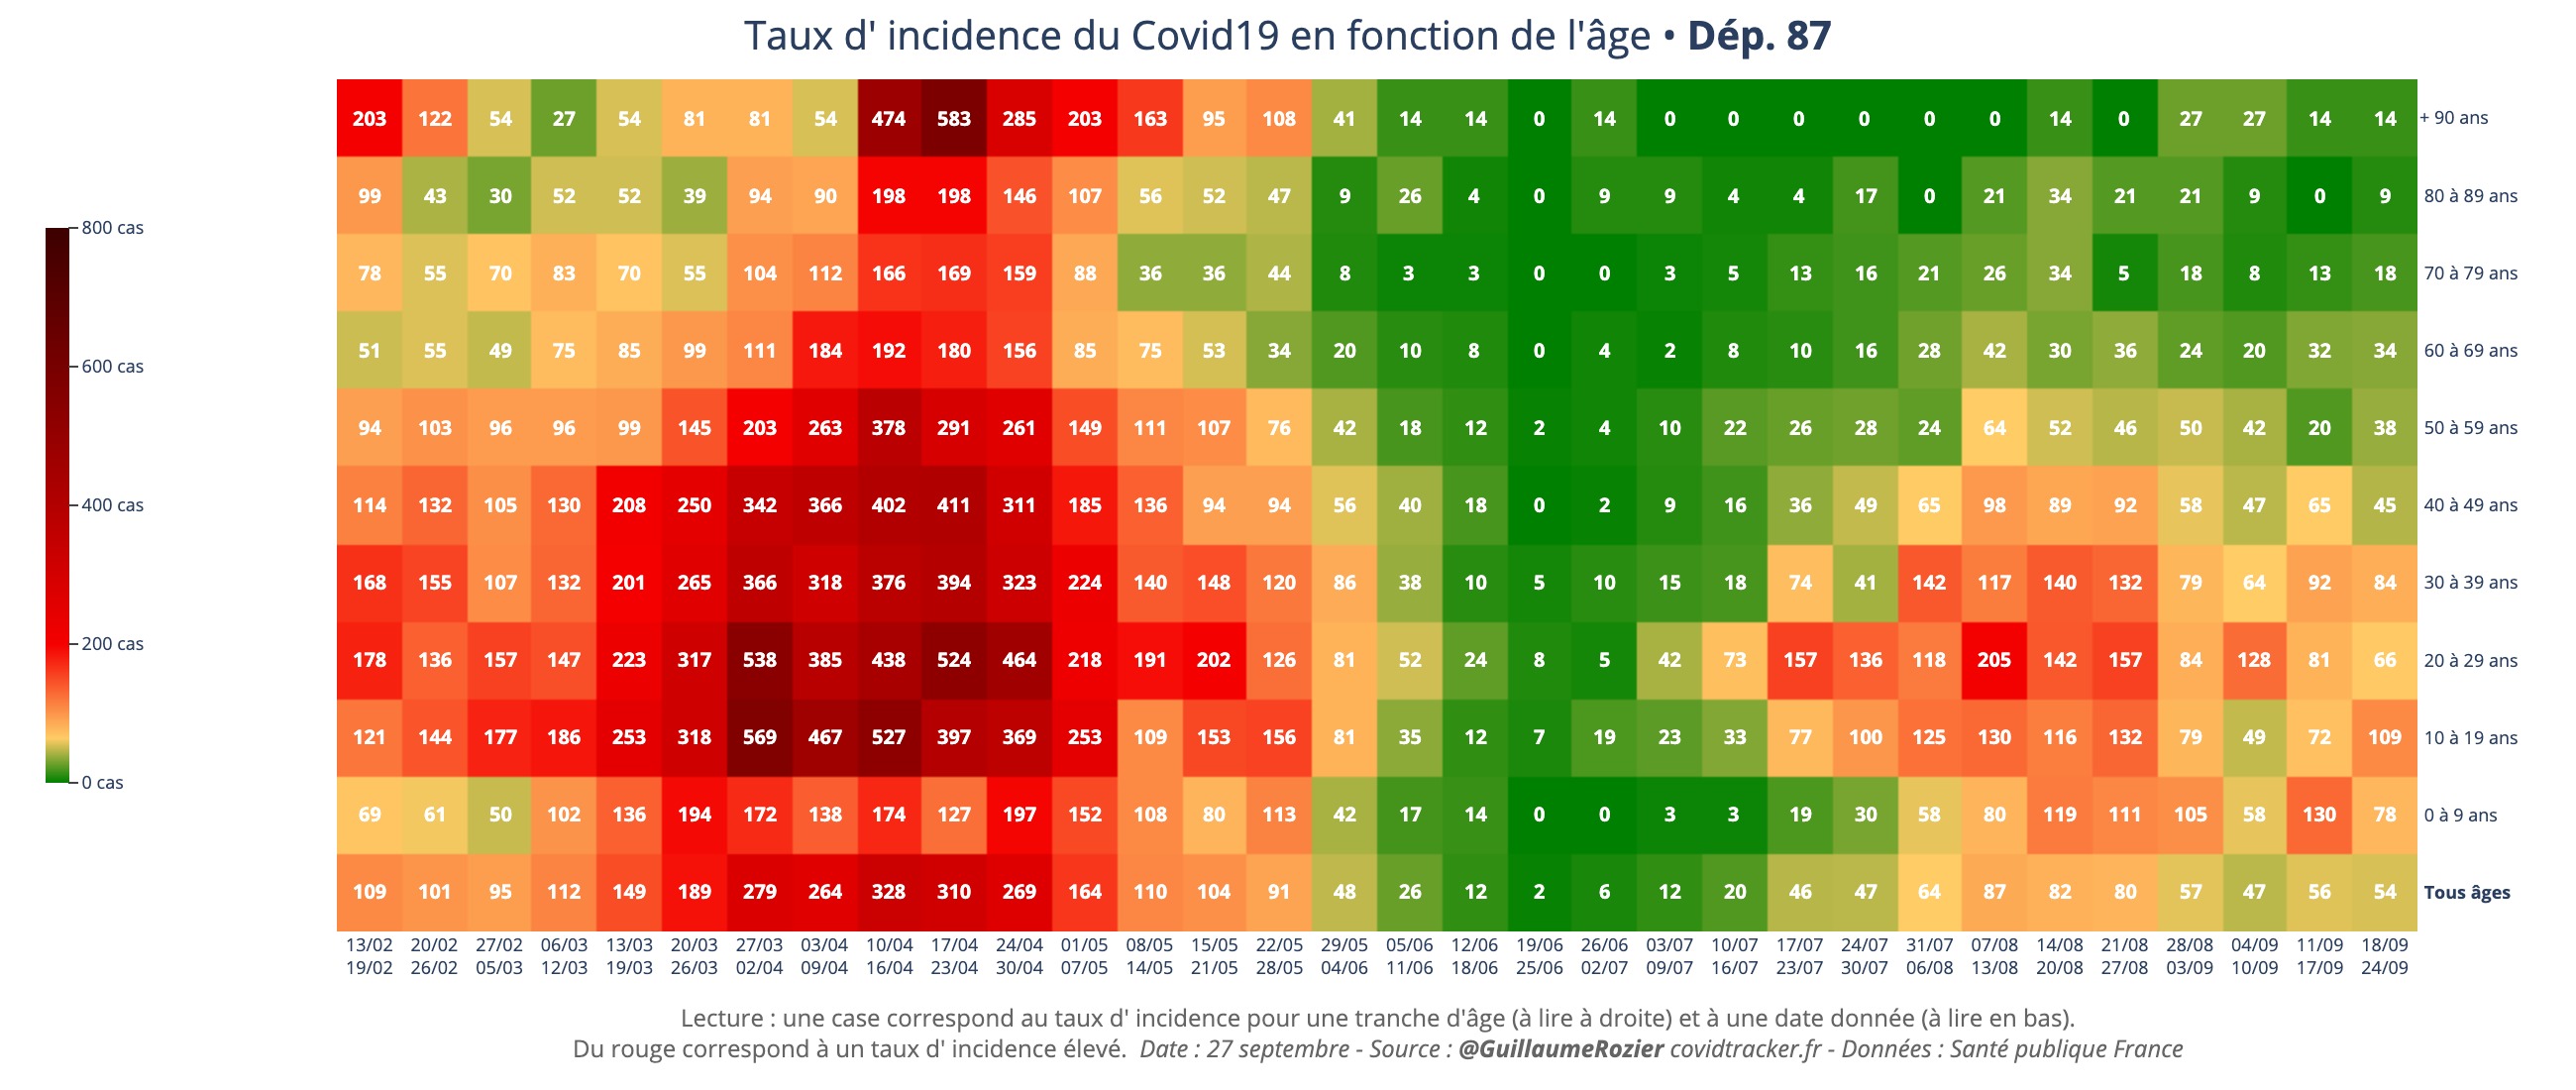 Taux d' incidence du Covid19 en fonction de l'âge • Dép. 87
800 cas
600 cas
400 cas
200 cas
0 cas
203 122 54 27 54 81 81 54 474 583 285 203 163 95 108 41 14 14 0 14 0 0 0 0 0 0 14 0 27 27 14 14 + 90 ans
99 43 30 52 52 39 94 90 198 198 146 107 56 52 47 9 26 4 0 9 9 4 4 17 0 21 34 21 21 9 0 9 80 à 89 ans
78 55 70 83 70 55 104 112 166 169 159 88 36 36 44 8 3 3 0 0 3 5 13 16 21 26 34 5 18 8 13 18 70 à 79 ans
51 55 49 75 85 99 111 184 192 180 156 85 75 53 34 20 10 8 0 4 2 8 10 16 28 42 30 36 24 20 32 34 60 à 69 ans
94 103 96 96 99 145 203 263 378 291 261 149 111 107 76 42 18 12 2 4 10 22 26 28 24 64 52 46 50 42 20 38 50 à 59 ans
114 132 105 130 208 250 342 366 402 411 311 185 136 94 94 56 40 18 0 2 9 16 36 49 65 98 89 92 58 47 65 45 40 à 49 ans
168 155 107 132 201 265 366 318 376 394 323 224 140 148 120 86 38 10 5 10 15 18 74 41 142 117 140 132 79 64 92 84 30 à 39 ans
178 136 157 147 223 317 538 385 438 524 464 218 191 202 126 81 52 24 8 5 42 73 157 136 118 205 142 157 84 128 81 66 20 à 29 ans
121 144 177 186 253 318 569 467 527 397 369 253 109 153 156 81 35 12 7 19 23 33 77 100 125 130 116 132 79 49 72 109 10 à 19 ans
69 61 50 102 136 194 172 138 174 127 197 152 108 80 113 42 17 14 0 0 3 3 19 30 58 80 119 111 105 58 130 78 0 à 9 ans
109 101 95 112 149 189 279 264 328 310 269 164 110 104 91 48 26 12 2 6 12 20 46 47 64 87 82 80 57 47 56 54 Tous âges
13/02 20/02 27/02 06/03 13/03 20/03 27/03 03/04 10/04 17/04 24/04 01/05 08/05 15/05 22/05 29/05 05/06 12/06 19/06 26/06 03/07 10/07 17/07 24/07 31/07 07/08 14/08 21/08 28/08 04/09 11/09 18/09
19/02 26/02 05/03 12/03 19/03 26/03 02/04 09/04 16/04 23/04 30/04 07/05 14/05 21/05 28/05 04/06 11/06 18/06 25/06 02/07 09/07 16/07 23/07 30/07 06/08 13/08 20/08 27/08 03/09 10/09 17/09 24/09
Lecture : une case correspond au taux d' incidence pour une tranche d'âge (à lire à droite) et à une date donnée (à lire en bas).
Du rouge correspond à un taux d' incidence élevé. Date : 27 septembre - Source : @GuillaumeRozier covidtracker.fr - Données : Santé publique France